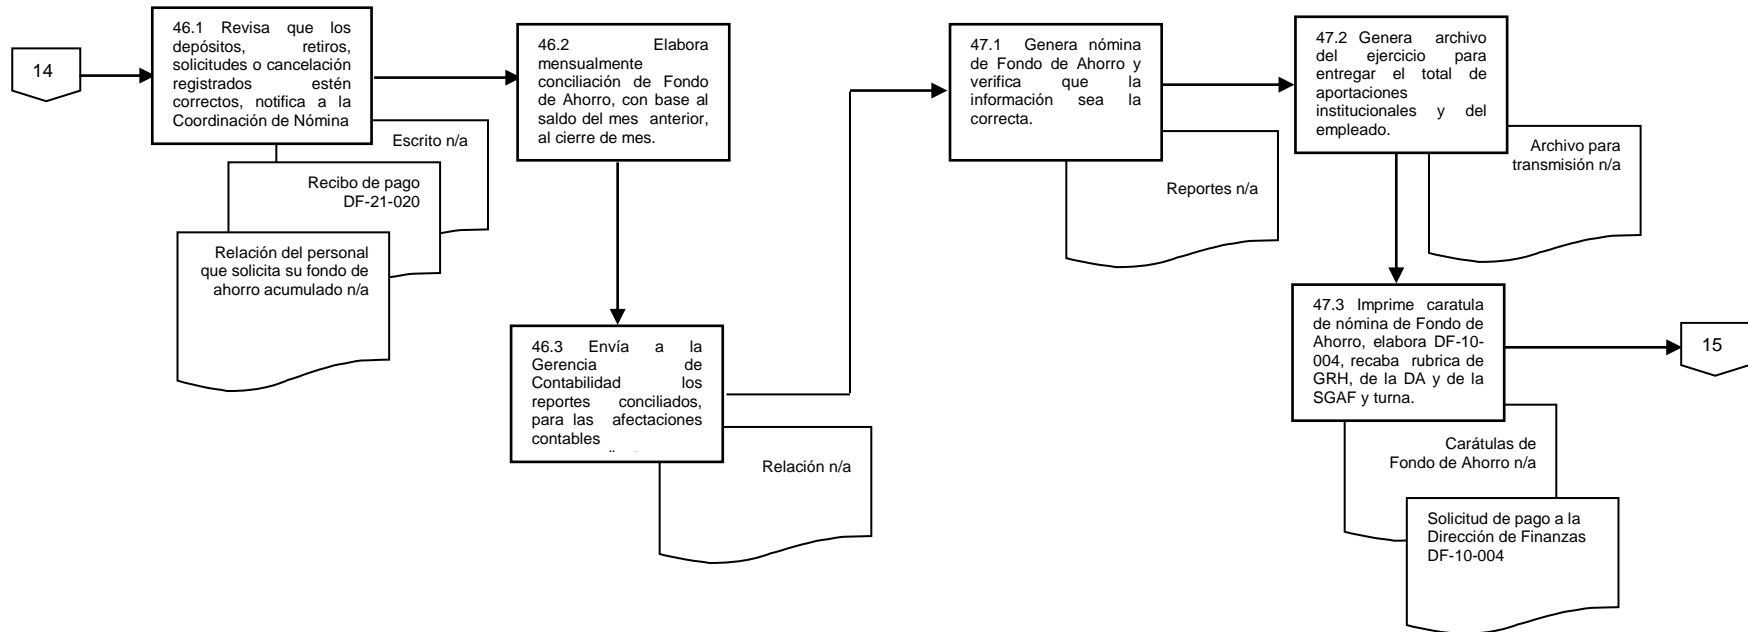 14
46.1 Revisa que los
depósitos, retiros,
solicitudes o cancelación
registrados estén
correctos, notifica a la
Coordinación de Nómina
Escrito n/a
Recibo de pago
DF-21-020
Relación del personal
que solicita su fondo de
ahorro acumulado n/a
46.2 Elabora
mensualmente
conciliación de Fondo
de Ahorro, con base al
saldo del mes anterior,
al cierre de mes.
46.3 Envía a la
Gerencia de
Contabilidad los
reportes conciliados,
para las afectaciones
contables
Relación n/a
47.1 Genera nómina
de Fondo de Ahorro y
verifica que la
información sea la
correcta.
Reportes n/a
47.2 Genera archivo
del ejercicio para
entregar el total de
aportaciones
institucionales y del
empleado.
Archivo para
transmisión n/a
47.3 Imprime caratula
de nómina de Fondo de
Ahorro, elabora DF-10-
004, recaba rubrica de
GRH, de la DA y de la
SGAF y turna.
Carátulas de
Fondo de Ahorro n/a
Solicitud de pago a la
Dirección de Finanzas
DF-10-004
15